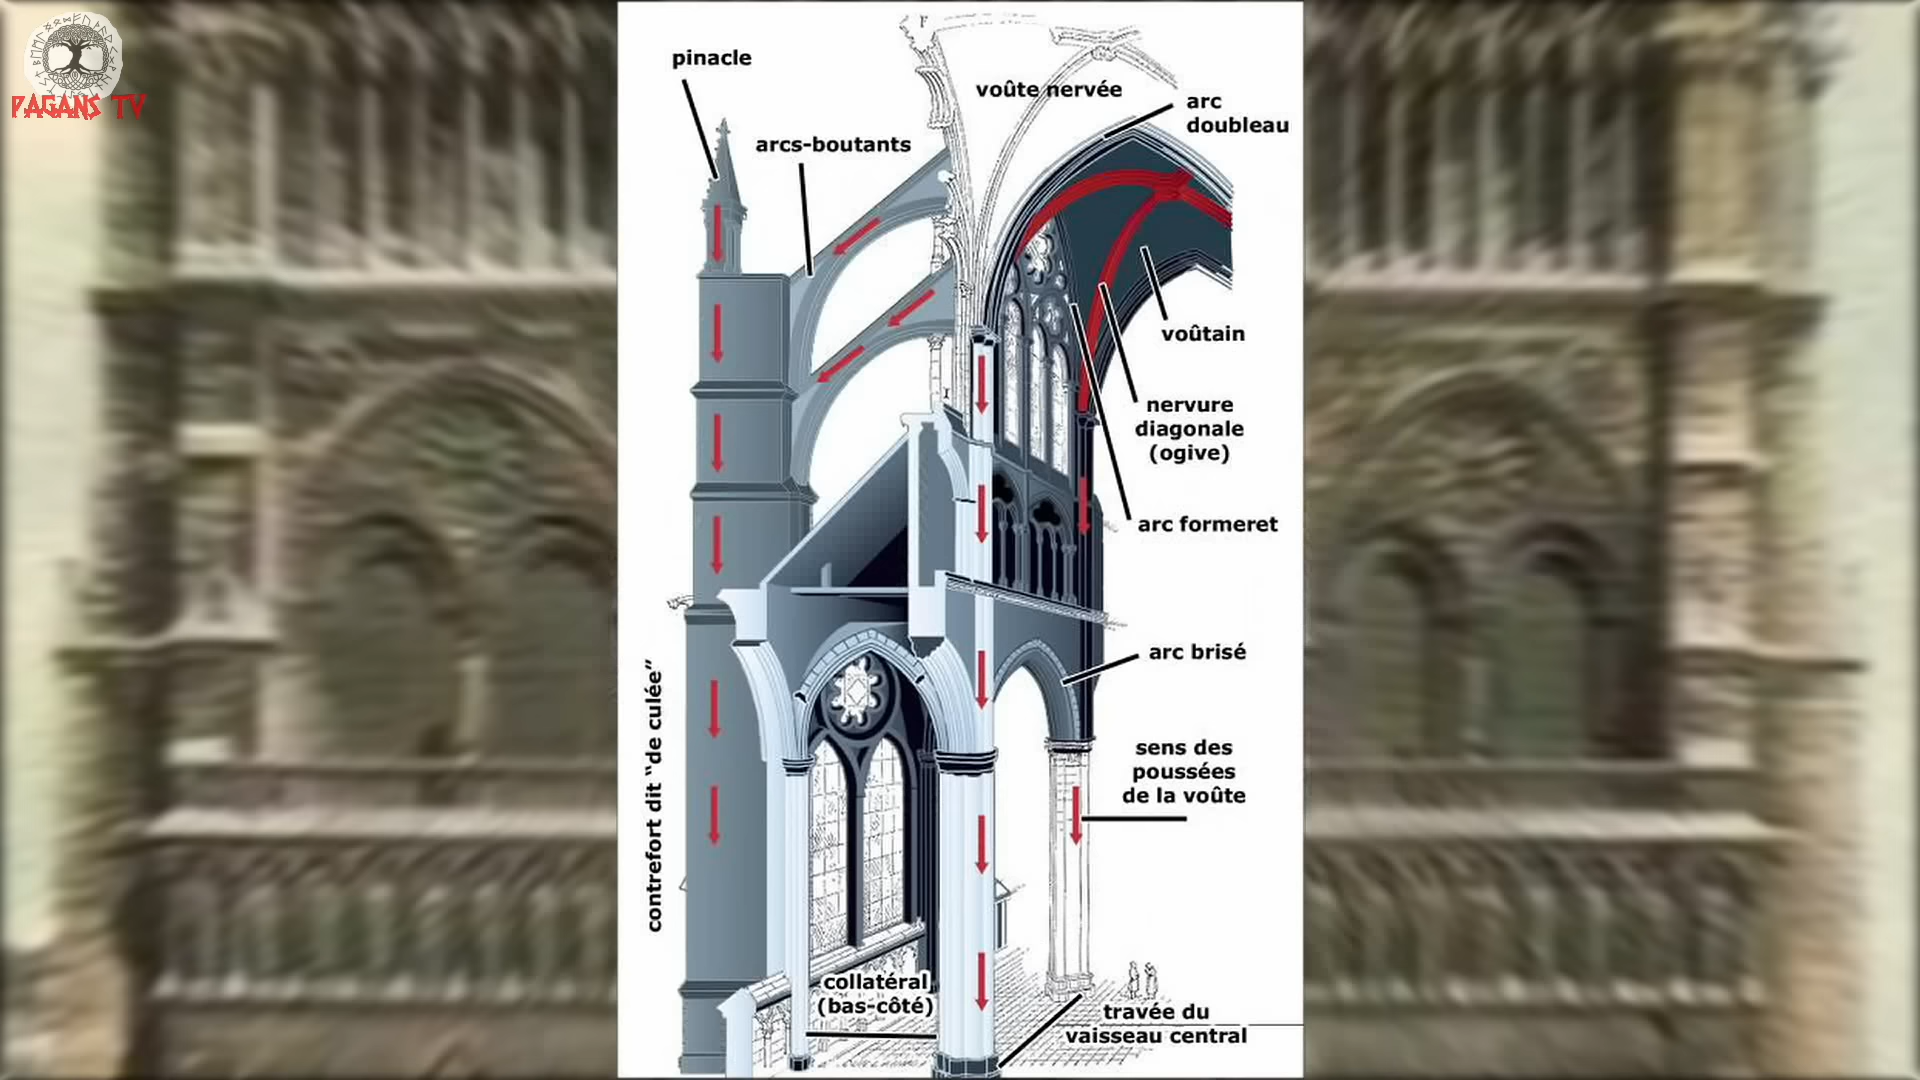 PAGANS TV
pinacle
voûte nervée
arc
doubleau
arcs-boutants
voûtain
nervure
diagonale
(ogive)
arc formeret
arc brisé
contrefort dit "de culée"
sens des
poussées
de la voûte
collatéral
(bas-côté)
travée du
vaisseau central